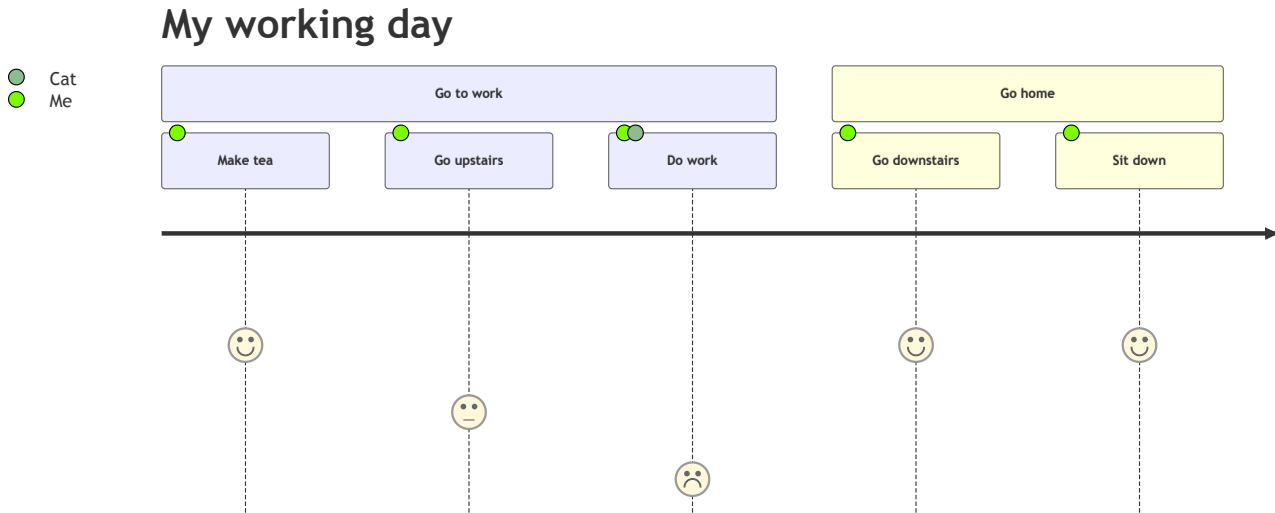 My working day
Cat
Me
Go to work
Go home
Make tea
Go upstairs
Do work
Go downstairs
Sit down